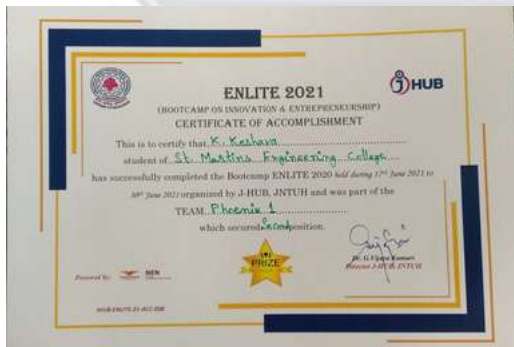 JHUB
ENLITE 2021
(BOOTCAMP ON INNOVATION & ENTREPRENEURSHIP)
CERTIFICATE OF ACCOMPLISHMENT
This is to certify that K. Keshava
student of St. Martins Engineering College
has successfully completed the Bootcamp ENLITE 2020 held during 17th June 2021 to
June 2021 organized by J-HUB, JNTUH and was part of the
TEAM Phoenix 1
which secured Second position.
PRIZE
Dr. G.Vijaya Kumari
Director J-HUB, JNTUH
Powered by: NEN